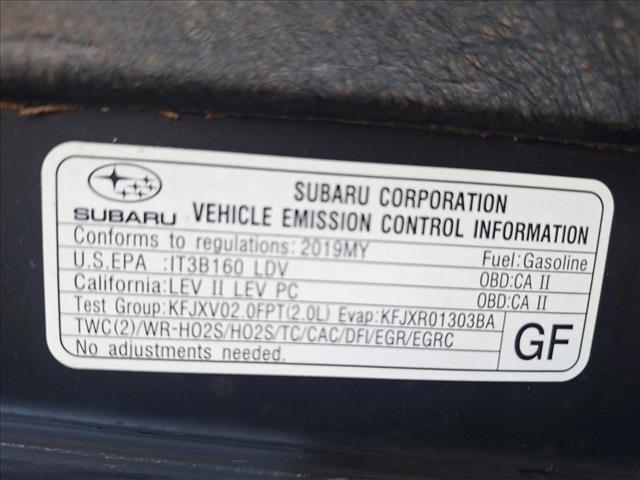 SUBARU CORPORATION
SUBARU VEHICLE EMISSION CONTROL INFORMATION
Conforms to regulations: 2019MY Fuel:Gasoline
U.S.EPA :IT3B160 LDV OBD:CA II
California:LEV II LEV PC OBD:CA II
Test Group:KFJXV02.0FPT(2.0L) Evap:KFJXR01303BA
TWC(2)/WR-HO2S/HO2S/TC/CAC/DFI/EGR/EGRC
No adjustments needed.
GF